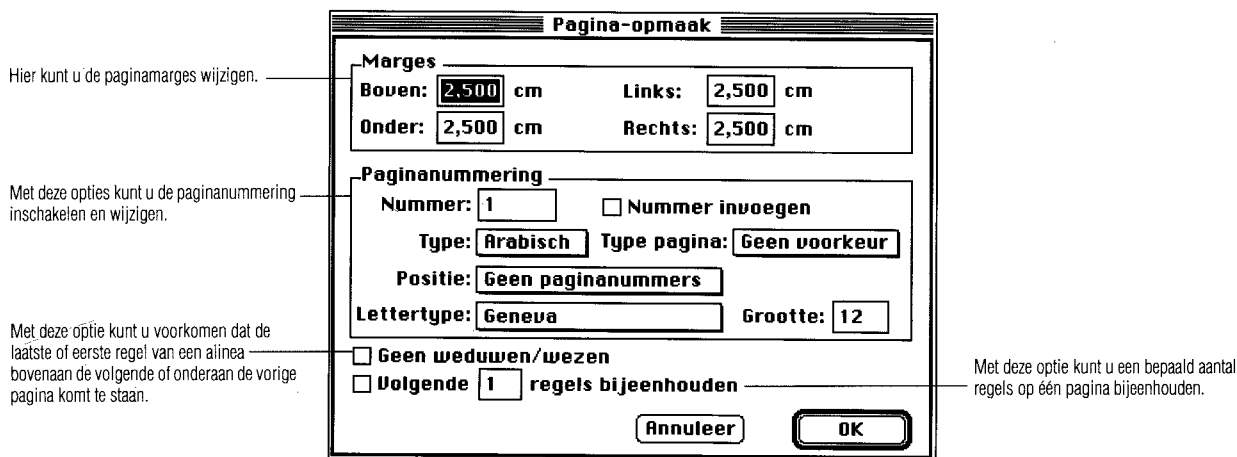 Pagina-opmaak
Hier kunt u de paginamarges wijzigen.
Marges
Boven: 2,500 cm Links: 2,500 cm
Onder: 2,500 cm Rechts: 2,500 cm
Met deze opties kunt u de paginanummering
inschakelen en wijzigen.
Paginanummering
Nummer: 1 Nummer invoegen
Type: Arabisch Type pagina: Geen voorkeur
Positie: Geen paginanummers
Lettertype: Geneva Grootte: 12
Met deze optie kunt u voorkomen dat de
laatste of eerste regel van een alinea
bovenaan de volgende of onderaan de vorige
pagina komt te staan.
Geen weduwen/wezen
Volgende 1 regels bijeenhouden
Met deze optie kunt u een bepaald aantal
regels op één pagina bijeenhouden.
Annuleer OK